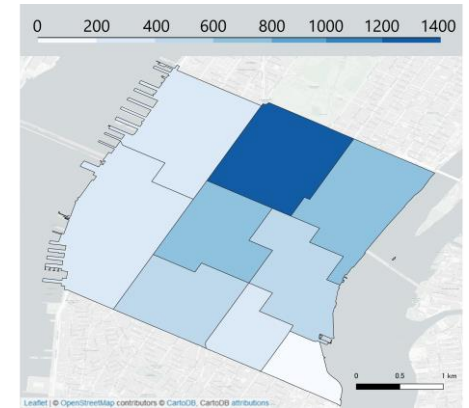 0 200 400 600 800 1000 1200 1400
0 0.5 1 km
Leaflet | © OpenStreetMap contributors © CartoDB, CartoDB attributions